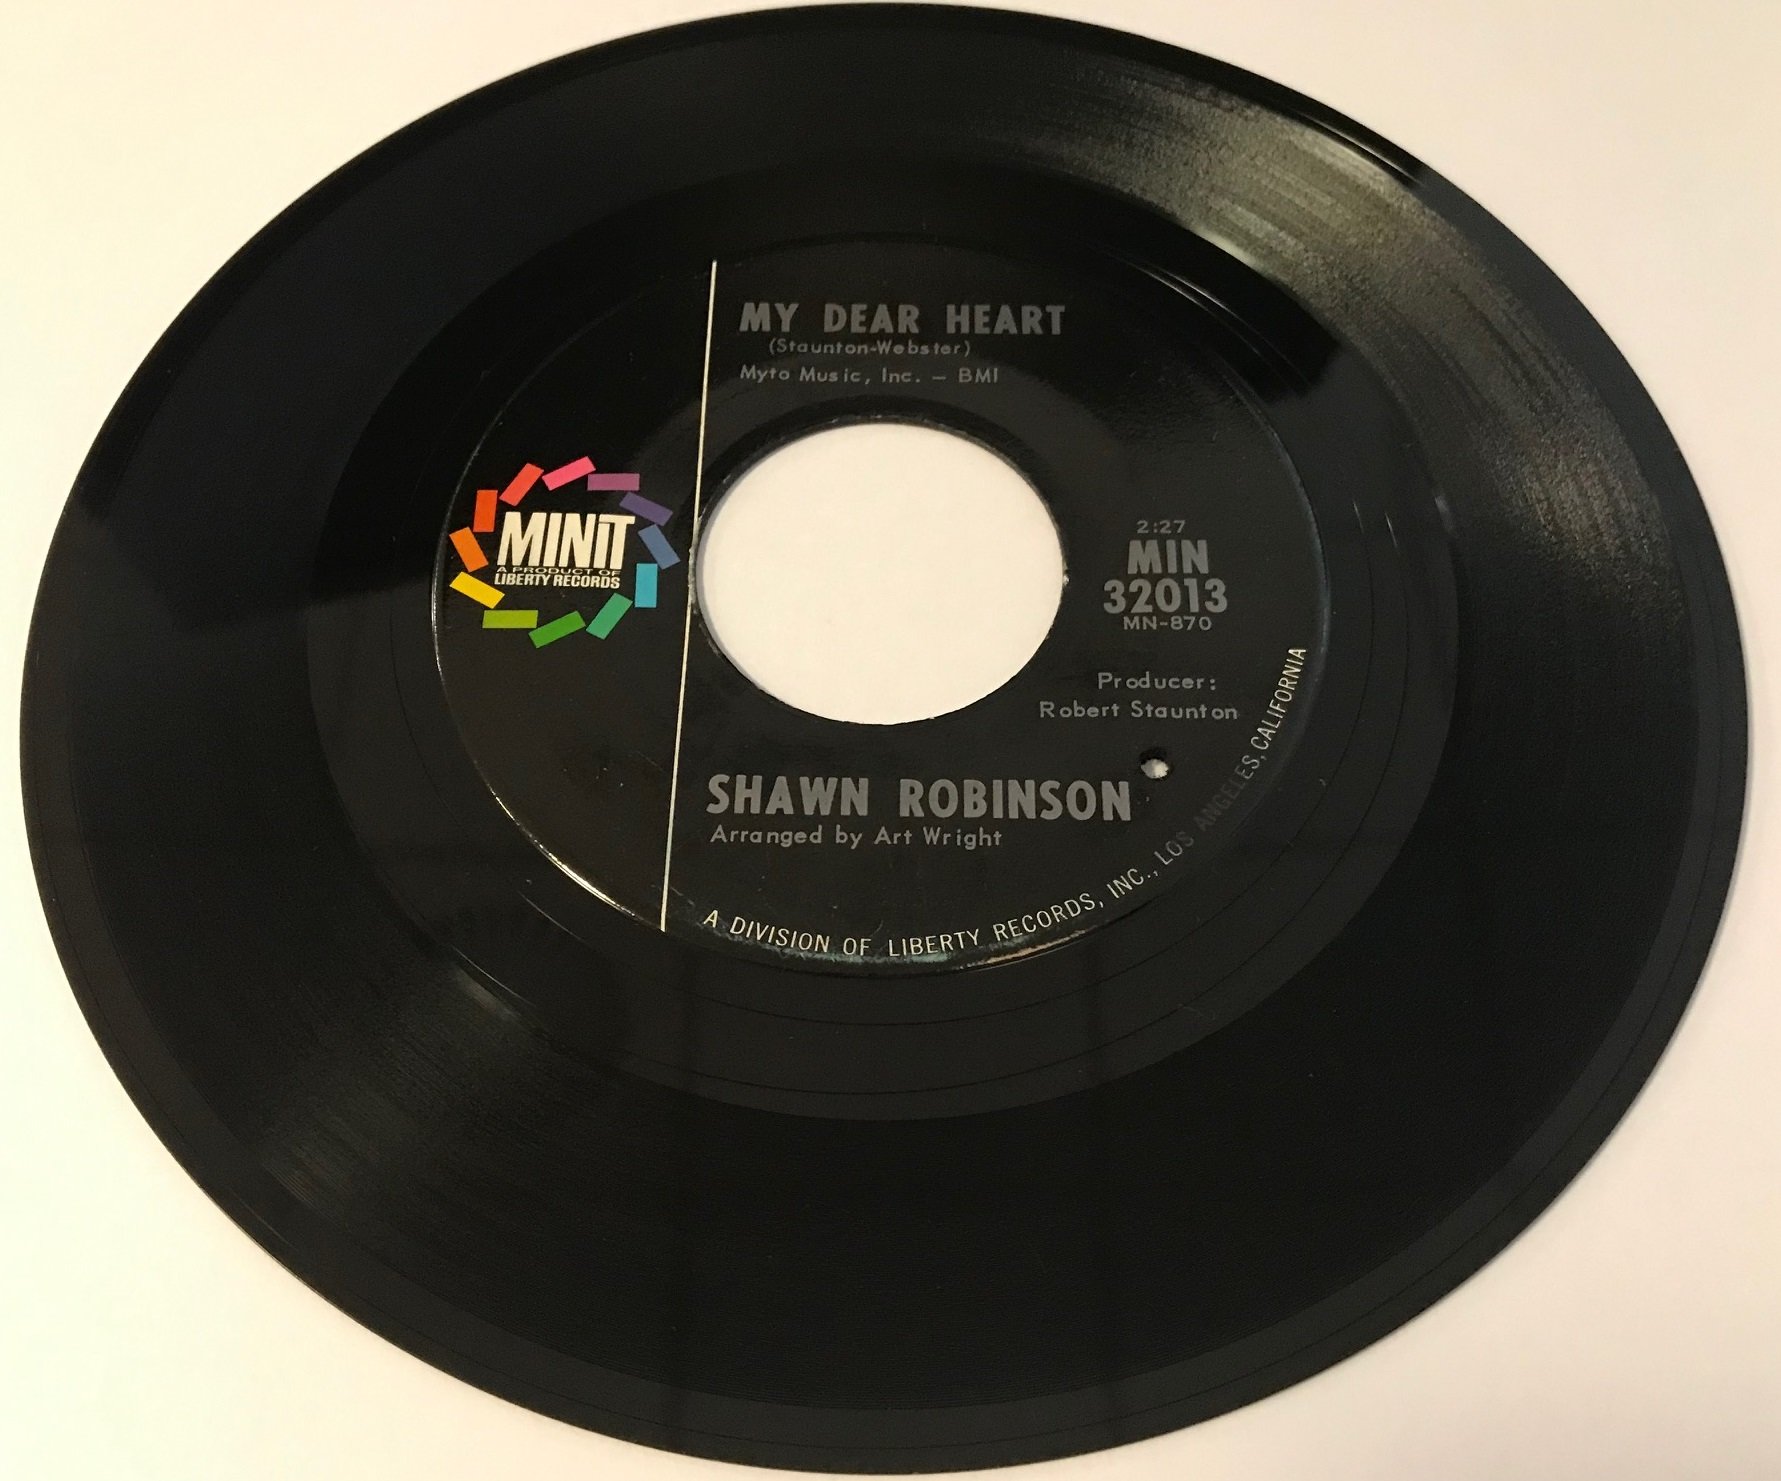 MY DEAR HEART
(Staunton-Webster)
Myto Music, Inc. — BMI
MINIT
A PRODUCT OF
LIBERTY RECORDS
2:27
MIN
32013
MN-870
Producer:
Robert Staunton
SHAWN ROBINSON
Arranged by Art Wright
A DIVISION OF LIBERTY RECORDS, INC., LOS ANGELES, CALIFORNIA